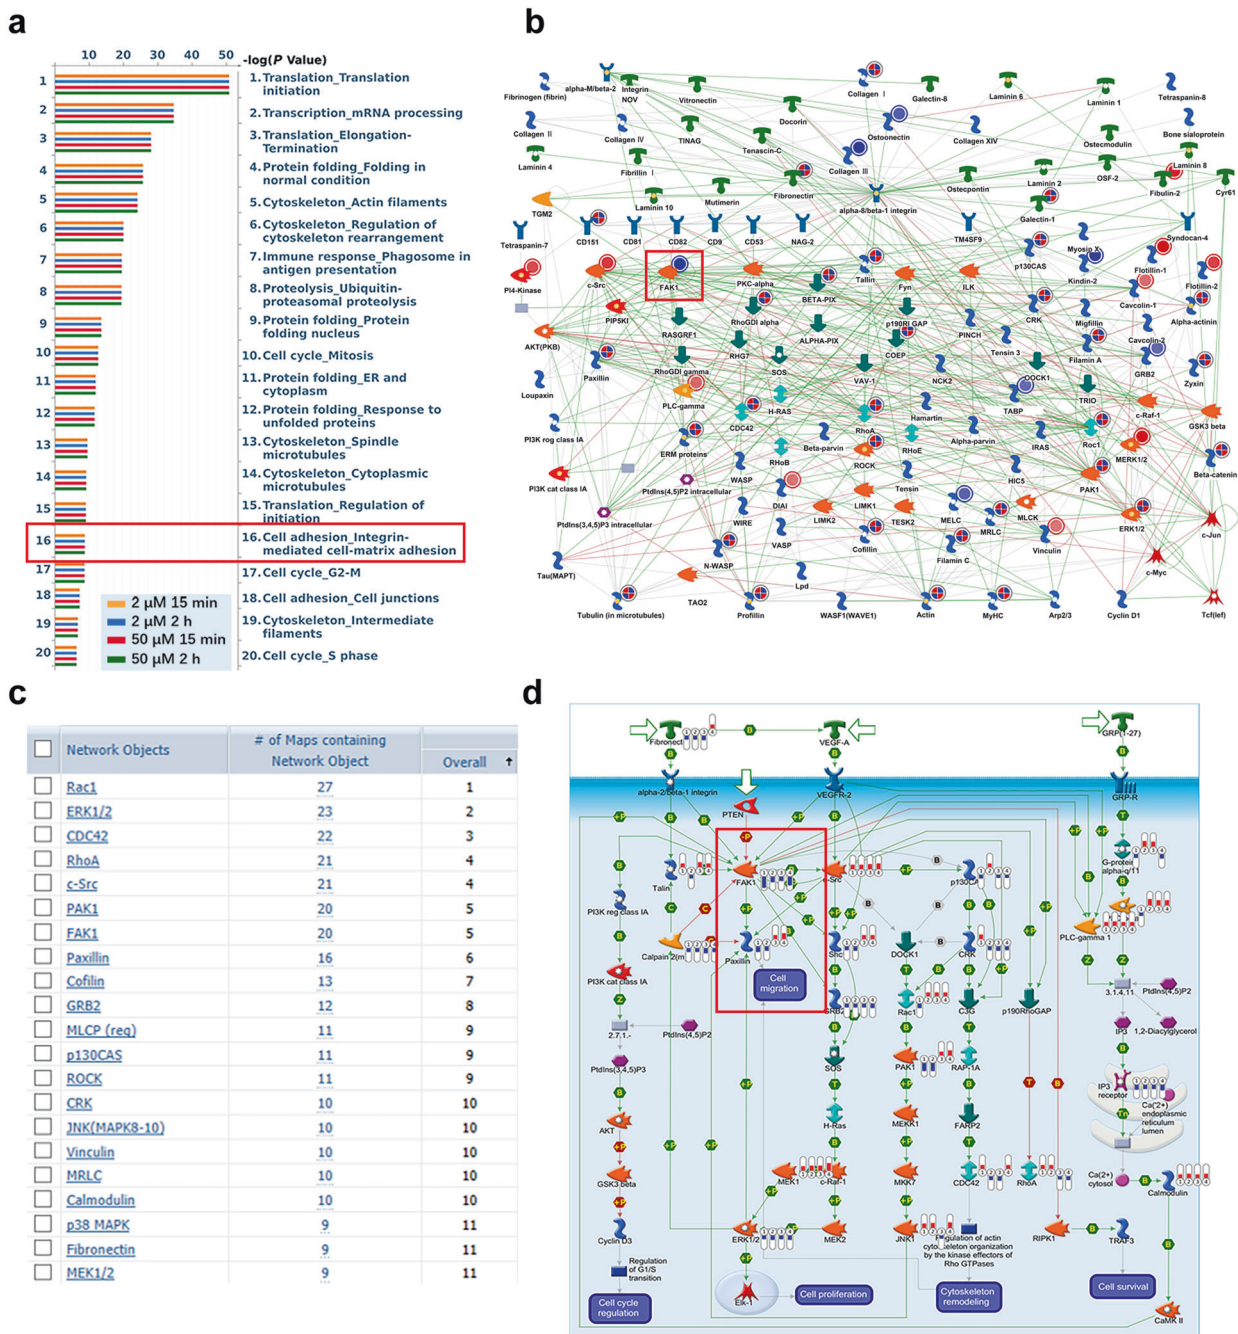 a
10 20 30 40 50 -log(P Value)
1 1. Translation_Translation
initiation
2 2. Transcription_mRNA processing
3 3. Translation_Elongation-
Termination
4 4. Protein folding_Folding in
normal condition
5 5. Cytoskeleton_Actin filaments
6 6. Cytoskeleton_Regulation of
cytoskeleton rearrangement
7 7. Immune response_Phagosome in
antigen presentation
8 8. Proteolysis_Ubiquitin-
proteasomal proteolysis
9 9. Protein folding_Protein
folding nucleus
10 10. Cell cycle_Mitosis
11 11. Protein folding_ER and
cytoplasm
12 12. Protein folding_Response to
unfolded proteins
13 13. Cytoskeleton_Spindle
microtubules
14 14. Cytoskeleton_Cytoplasmic
microtubules
15 15. Translation_Regulation of
initiation
16 16. Cell adhesion_Integrin-
mediated cell-matrix adhesion
17 17. Cell cycle_G2-M
18 18. Cell adhesion_Cell junctions
19 19. Cytoskeleton_Intermediate
filaments
20 20. Cell cycle_S phase
2 µM 15 min
2 µM 2 h
50 µM 15 min
50 µM 2 h
b
Fibrinogen (fibrin) alpha-M/beta-2 Integrin
NOV Vitronectin Collagen I Galectin-8 Laminin 6 Laminin 1 Tetraspanin-8
Docorin
Collagen II Collagen IV TINAG Tenascin-C Ostoonectin Collagen XIV Ostecmodulin Bone sialoprotein
Laminin 4 Fibrillin I Collagen III OSF-2 Laminin 8
Laminin 10 Mutimerin Fibronectin Ostecpontin Laminin 2 Fibulin-2 Cyr61
TGM2 alpha-8/beta-1 integrin Galectin-1
Tetraspanin-7 CD151 CD81 CD82 CD9 CD53 NAG-2 TM4SF9 Myosin X Syndocan-4
p130CAS Kindin-2 Flotillin-1
PI4-Kinase c-Src FAK1 PKC-alpha BETA-PIX Tallin Fyn ILK Cavcolin-1 Flotillin-2
PIP5KI RASGRF1 RhoGDI alpha ALPHA-PIX p190RI GAP PINCH CRK Migfillin Alpha-actinin
AKT(PKB) RHG7 SOS COEP Tensin 3 Filamin A Cavcolin-2
Paxillin RhoGDI gamma VAV-1 NCK2 DOCK1 GRB2 Zyxin
Loupaxin PLC-gamma H-RAS Hamartin TABP TRIO c-Raf-1
PI3K rog class IA CDC42 Beta-parvin RhoA RHoE Alpha-parvin IRAS Roc1 GSK3 beta
ERM proteins RHoB ROCK MERK1/2 Beta-catenin
PI3K cat class IA WASP Tensin HIC5 PAK1
PtdIns(4,5)P2 intracellular
PtdIns(3,4,5)P3 intracellular WIRE DIAI LIMK2 LIMK1 TESK2 MELC MRLC MLCK ERK1/2 c-Jun
VASP
Tau(MAPT) N-WASP Cofillin Filamin C Vinculin c-Myc
TAO2 Lpd
Tubulin (in microtubules) Profillin WASF1(WAVE1) Actin MyHC Arp2/3 Cyclin D1 Tcf(lef)
c
Network Objects # of Maps containing
Network Object Overall
Rac1 27 1
ERK1/2 23 2
CDC42 22 3
RhoA 21 4
c-Src 21 4
PAK1 20 5
FAK1 20 5
Paxillin 16 6
Cofilin 13 7
GRB2 12 8
MLCP (reg) 11 9
p130CAS 11 9
ROCK 11 9
CRK 10 10
JNK(MAPK8-10) 10 10
Vinculin 10 10
MRLC 10 10
Calmodulin 10 10
p38 MAPK 9 11
Fibronectin 9 11
MEK1/2 9 11
d
Fibronect VEGF-A GRP(1-27)
alpha-2/beta-1 integrin VEGFR-2 GRP-R
PTEN
G-protein
alpha-q/11
Talin FAK1 c-Src p130CA
PI3K reg class IA
PLC-gamma 1
Calpain 2(m Paxillin Shc DOCK1 CRK
PI3K cat class IA Cell
migration
3.1.4.11 PtdIns(4,5)P2
GRB2 Rac1 C3G p190RhoGAP
2.7.1.- PtdIns(4,5)P2 IP3 1,2-Diacylglycerol
SOS PAK1 RAP-1A
PtdIns(3,4,5)P3 IP3
receptor Ca(2+)
endoplasmic
reticulum
lumen
AKT H-Ras MEKK1 FARP2
GSK3 beta MEK1 c-Raf-1 MKK7 CDC42 RhoA Ca(2+)
cytosol Calmodulin
Cyclin D3 ERK1/2 MEK2 JNK1 Regulation of actin
cytoskeleton organization
by the kinase effectors of
Rho GTPases
RIPK1 TRAF3
Regulation
of G1/S
transition
Cell cycle
regulation
Elk-1 Cell proliferation Cytoskeleton
remodeling Cell survival
CaMK II